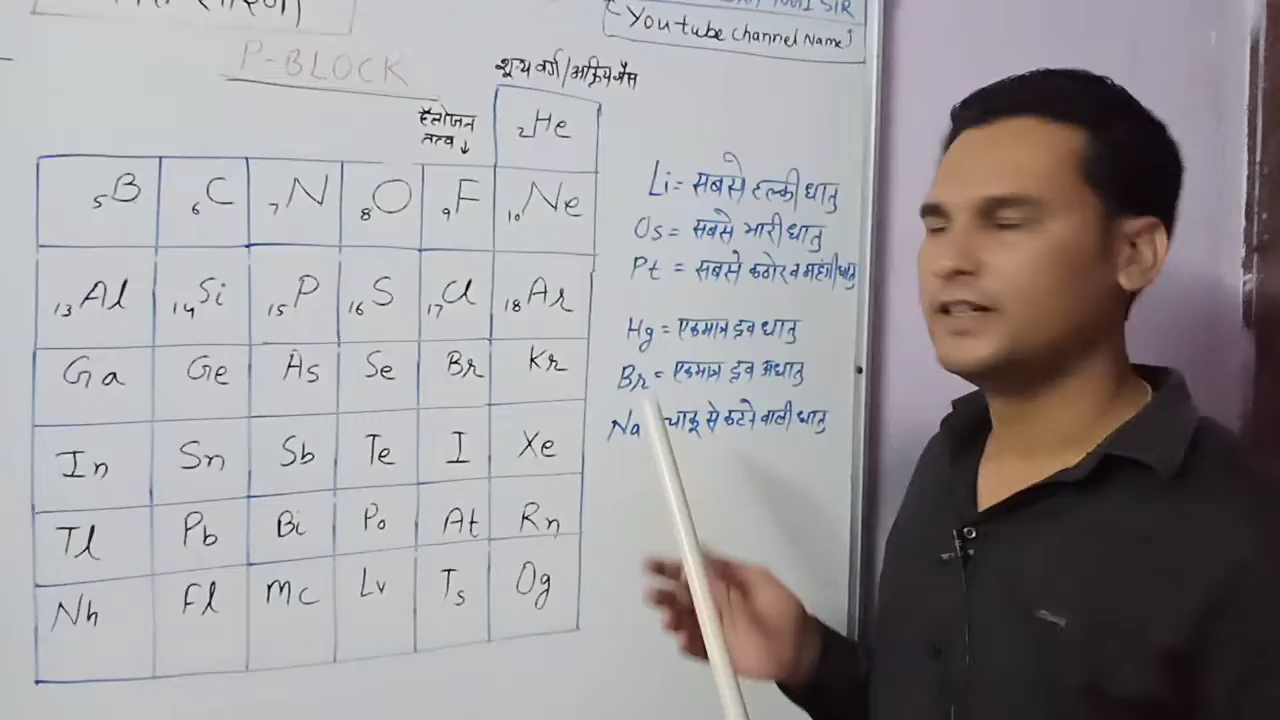 SIR
(Youtube channel Name)
P-BLOCK
शून्य वर्ग/अक्रिय गैस
हैलोजन
तत्व ↓
2He
5B 6C 7N 8O 9F 10Ne
13Al 14Si 15P 16S 17Cl 18Ar
Ga Ge As Se Br Kr
In Sn Sb Te I Xe
Tl Pb Bi Po At Rn
Nh Fl Mc Lv Ts Og
Li = सबसे हल्की धातु
Os = सबसे भारी धातु
Pt = सबसे कठोर व महंगी धातु
Hg = एकमात्र द्रव धातु
Br = एकमात्र द्रव अधातु
Na चाकू से कटने वाली धातु